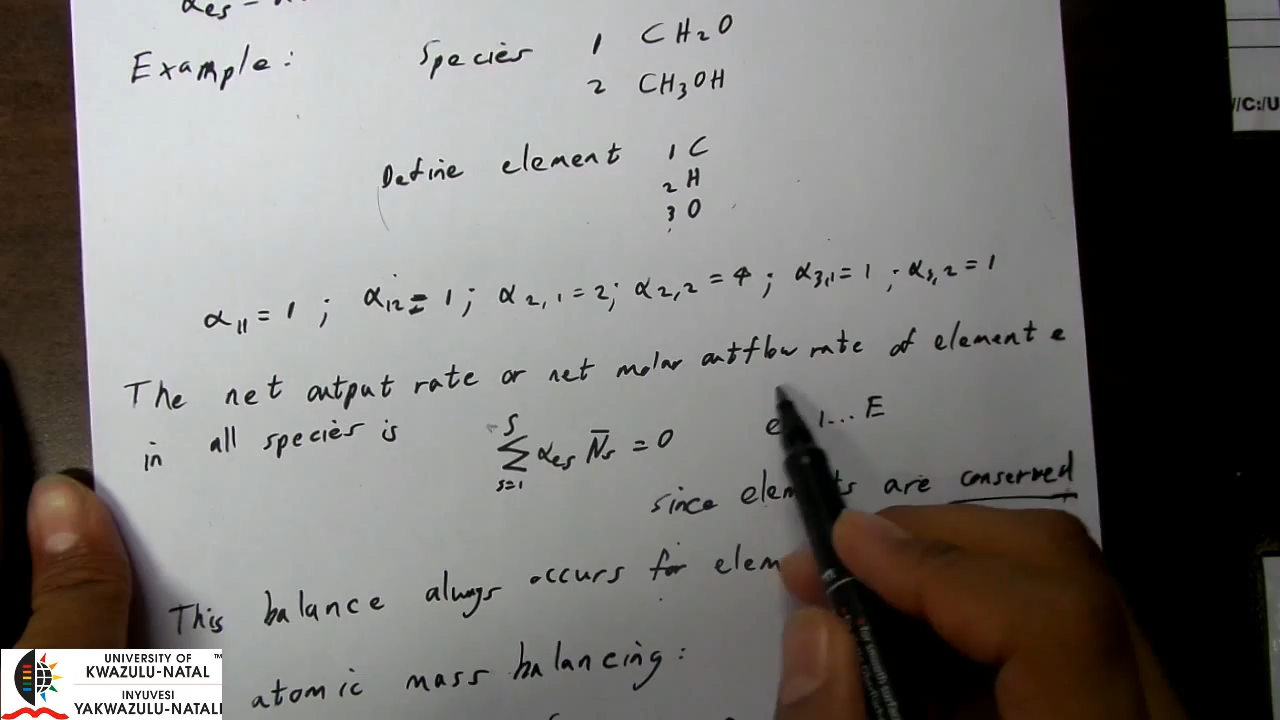 αes =
Example: Species 1 CH2O
2 CH3OH
Define element 1 C
2 H
3 O
α11 = 1 ; α12 = 1 ; α2,1 = 2; α2,2 = 4 ; α3,1 = 1 ; α3,2 = 1
The net output rate or net molar outflow rate of element e
in all species is S∑s=1 αes N̄s = 0 e 1... E
since elements are conserved
This balance always occurs for elem
atomic mass balancing:
//C:/U
UNIVERSITY OF ™
KWAZULU-NATAL
INYUVESI
YAKWAZULU-NATALI